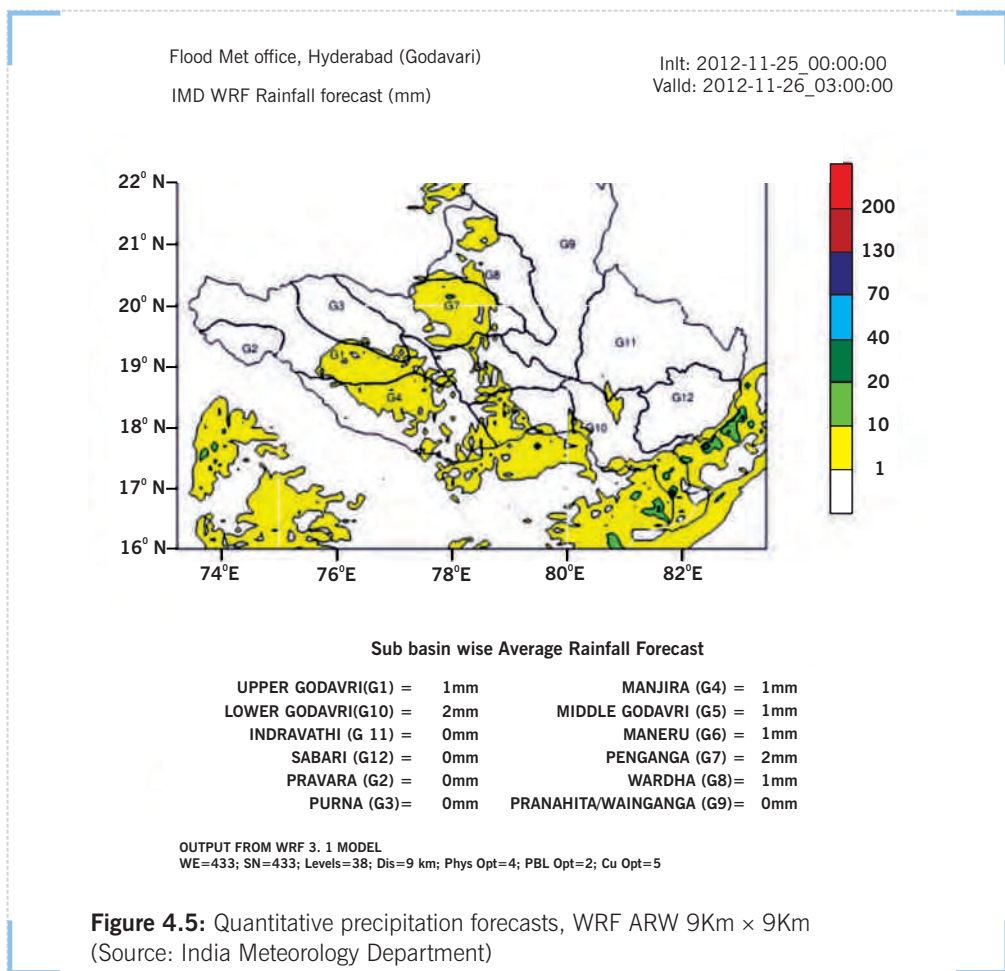 Flood Met office, Hyderabad (Godavari)
IMD WRF Rainfall forecast (mm)
Inlt: 2012-11-25_00:00:00
Valld: 2012-11-26_03:00:00
22° N
21° N
20° N
19° N
18° N
17° N
16° N
74°E
76°E
78°E
80°E
82°E
G9
G8
G3
G7
G2
G1
G11
G4
G12
G10
200
130
70
40
20
10
1
Sub basin wise Average Rainfall Forecast
UPPER GODAVRI(G1) = 1mm
LOWER GODAVRI(G10) = 2mm
INDRAVATHI (G 11) = 0mm
SABARI (G12) = 0mm
PRAVARA (G2) = 0mm
PURNA (G3)= 0mm
MANJIRA (G4) = 1mm
MIDDLE GODAVRI (G5) = 1mm
MANERU (G6) = 1mm
PENGANGA (G7) = 2mm
WARDHA (G8)= 1mm
PRANAHITA/WAINGANGA (G9)= 0mm
OUTPUT FROM WRF 3. 1 MODEL
WE=433; SN=433; Levels=38; Dis=9 km; Phys Opt=4; PBL Opt=2; Cu Opt=5
Figure 4.5: Quantitative precipitation forecasts, WRF ARW 9Km × 9Km
(Source: India Meteorology Department)